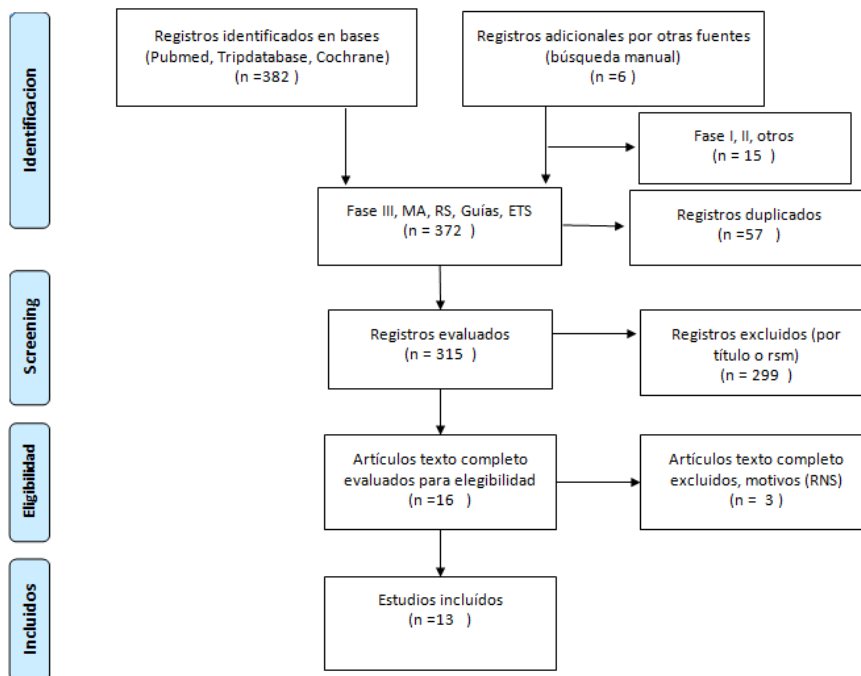 Identificacion
Registros identificados en bases
(Pubmed, Tripdatabase, Cochrane)
(n =382 )
Registros adicionales por otras fuentes
(búsqueda manual)
(n =6 )
Fase I, II, otros
(n = 15 )
Fase III, MA, RS, Guías, ETS
(n = 372 )
Registros duplicados
(n =57 )
Screening
Registros evaluados
(n = 315 )
Registros excluidos (por
título o rsm)
(n = 299 )
Eligibilidad
Artículos texto completo
evaluados para elegibilidad
(n =16 )
Artículos texto completo
excluidos, motivos (RNS)
(n = 3 )
Incluidos
Estudios incluídos
(n =13 )